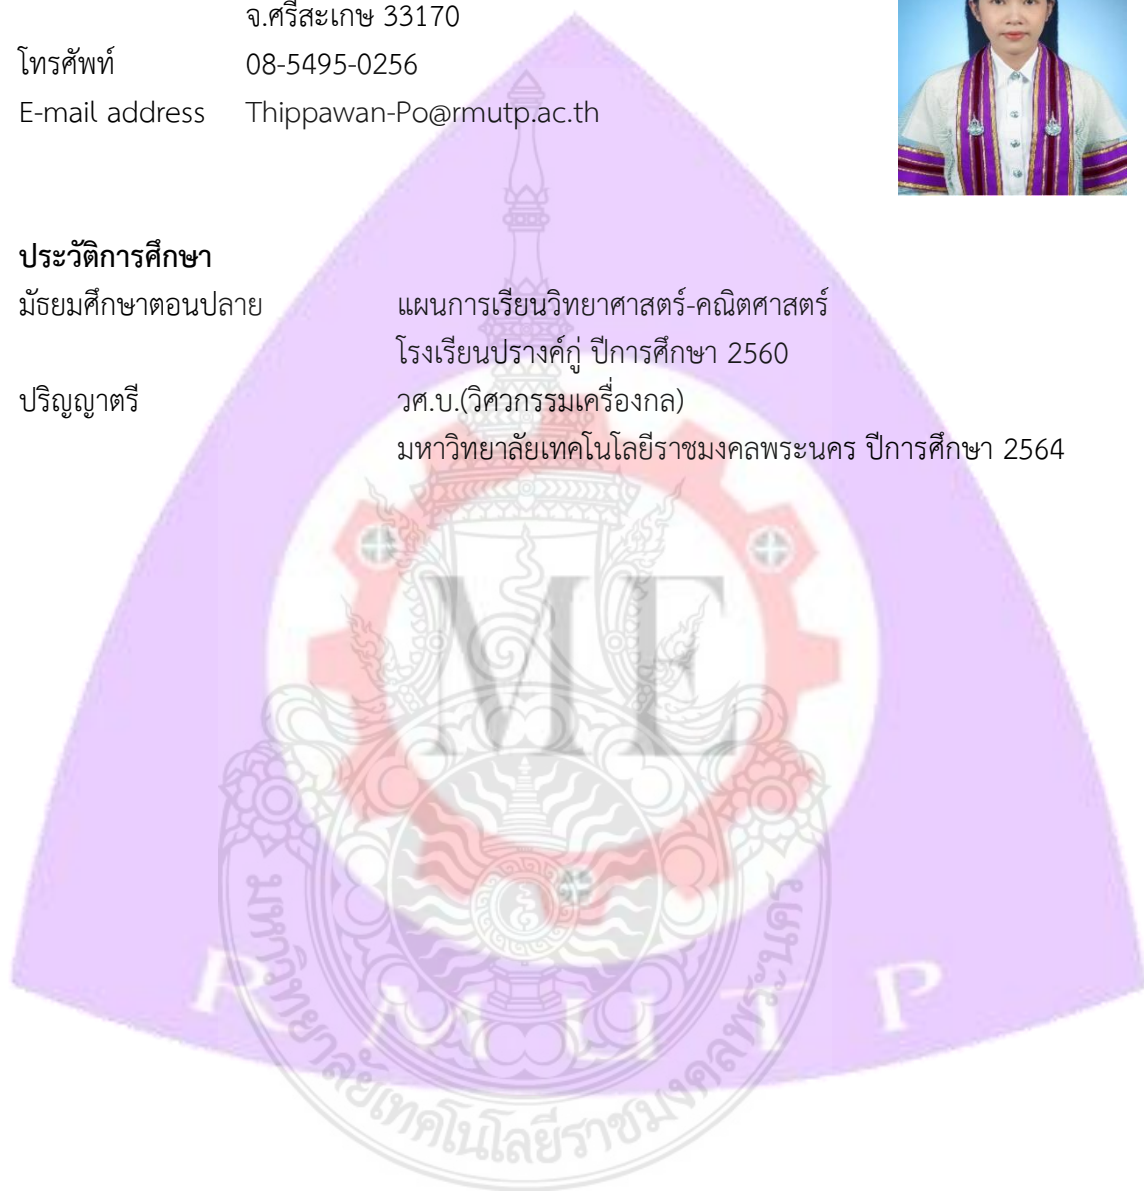 จ.ศรีสะเกษ 33170
โทรศัพท์ 08-5495-0256
E-mail address Thippawan-Po@rmutp.ac.th
ประวัติการศึกษา
มัธยมศึกษาตอนปลาย แผนการเรียนวิทยาศาสตร์-คณิตศาสตร์
โรงเรียนปรางค์กู่ ปีการศึกษา 2560
ปริญญาตรี วศ.บ.(วิศวกรรมเครื่องกล)
มหาวิทยาลัยเทคโนโลยีราชมงคลพระนคร ปีการศึกษา 2564
ME
R M U T P
มหาวิทยาลัยเทคโนโลยีราชมงคลพระนคร